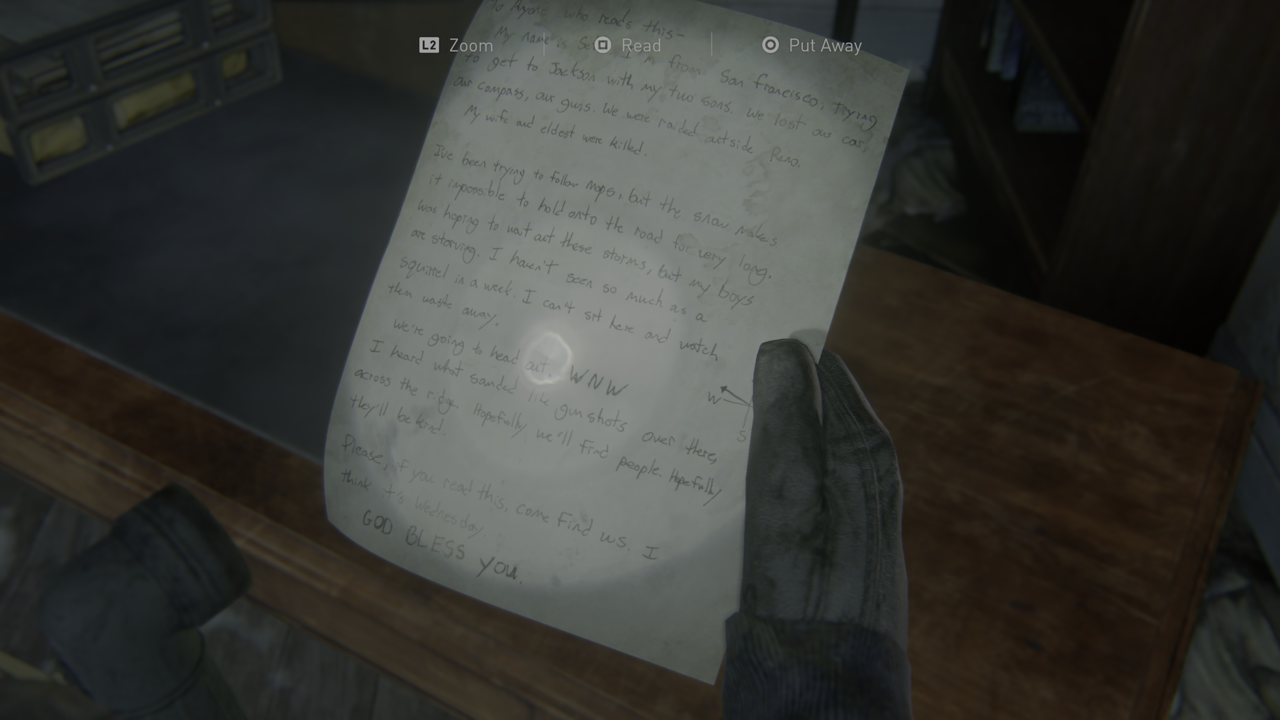 L2 Zoom
Read
Put Away
To Anyone who reads this-
My name is I'm from San Francisco, trying
to get to Jackson with my two sons. We lost our car,
our compass, our guns. We were raided outside Reno.
My wife and eldest were killed.
I've been trying to follow maps, but the snow makes
it impossible to hold onto the road for very long.
was hoping to wait out these storms, but my boys
are starving. I haven't seen so much as a
squirrel in a week. I can't sit here and watch
them waste away.
We're going to head out. WNW
I heard what sounded like gunshots over there,
across the ridge. Hopefully we'll find people. Hopefully
they'll be kind.
W
S
Please, if you read this, come find us. I
think it's Wednesday
GOD BLESS YOU.